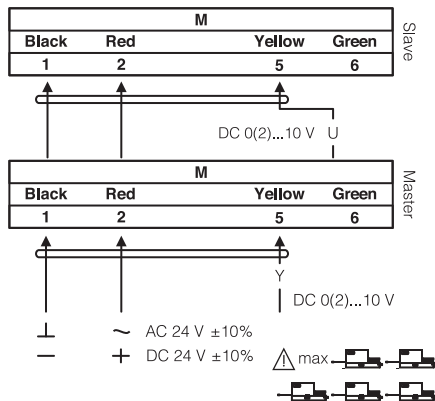 M
Black Red Yellow Green
1 2 5 6
Slave
DC 0(2)...10 V U
M
Black Red Yellow Green
1 2 5 6
Master
Y
DC 0(2)...10 V
⊥ ~ AC 24 V ±10%
− + DC 24 V ±10%
⚠ max